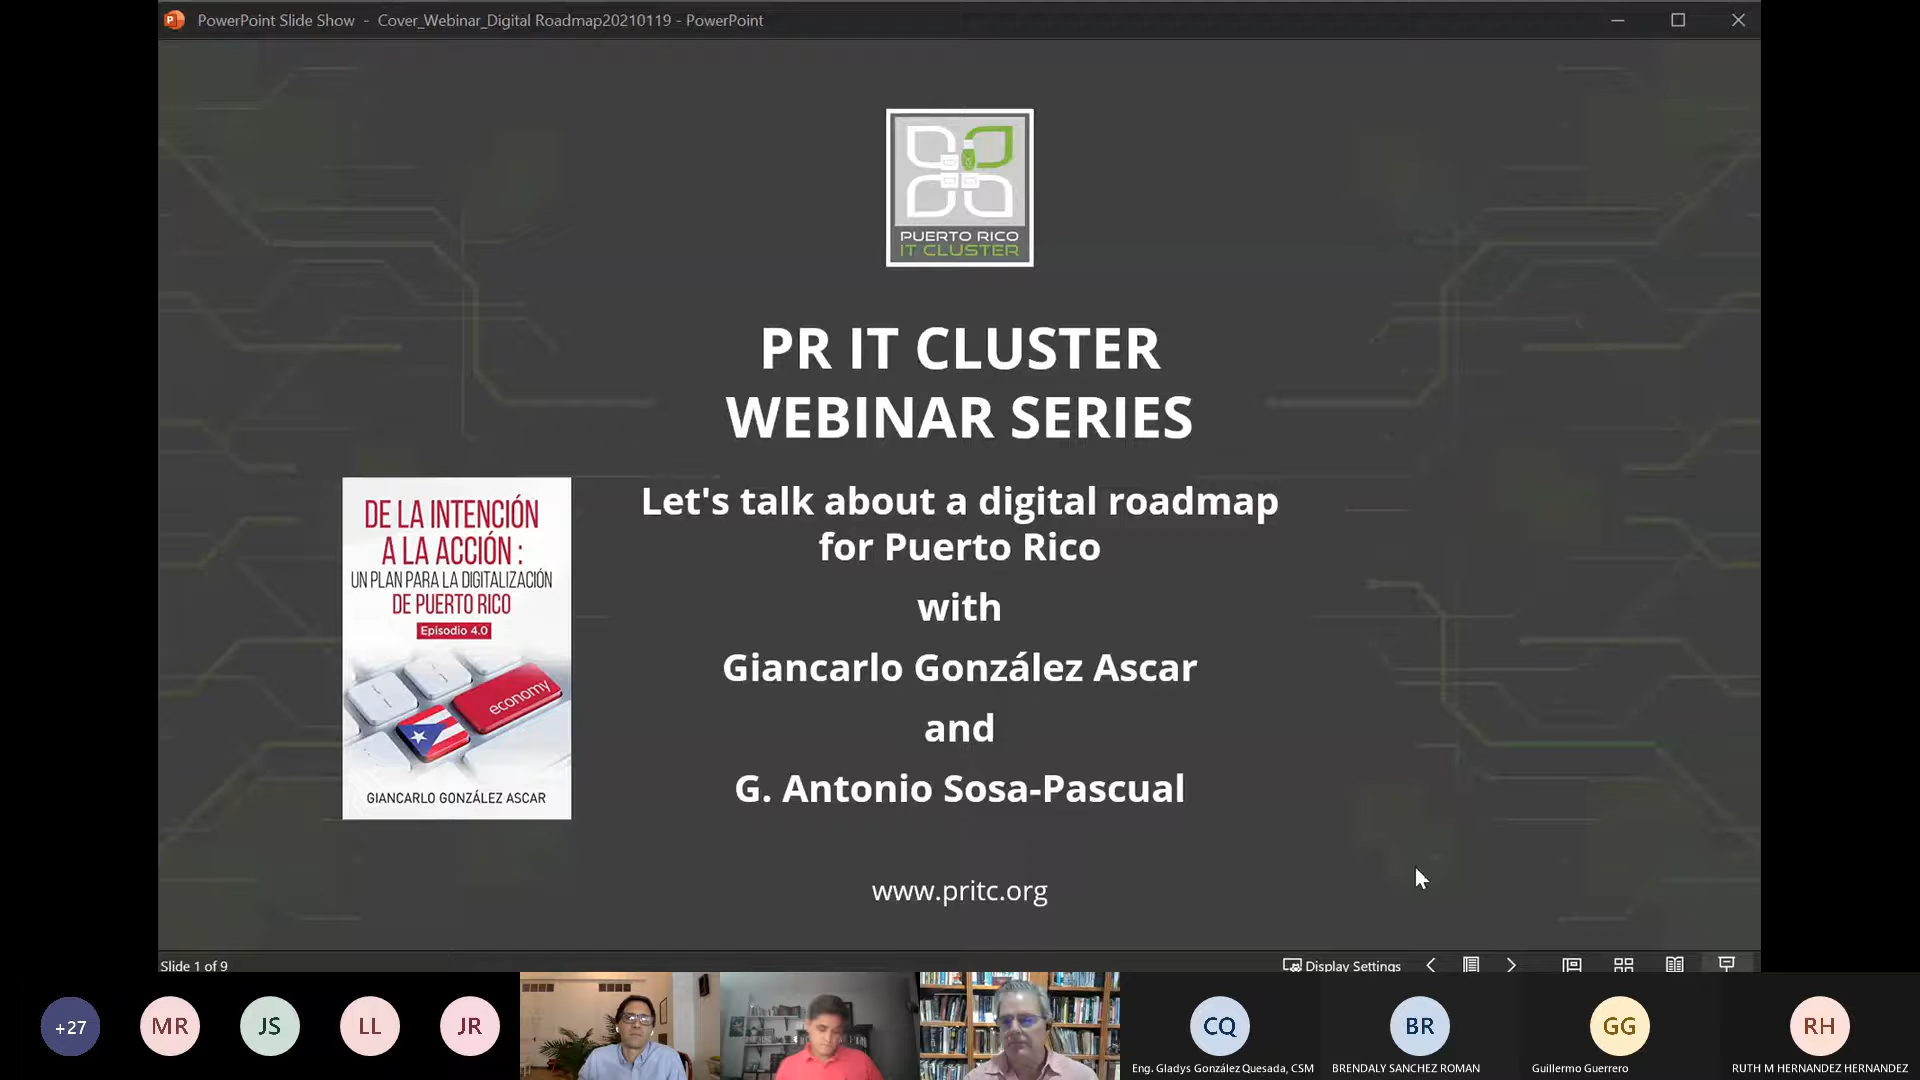 PowerPoint Slide Show - Cover_Webinar_Digital Roadmap20210119 - PowerPoint
PUERTO RICO
IT CLUSTER
PR IT CLUSTER
WEBINAR SERIES
Let's talk about a digital roadmap
for Puerto Rico
with
Giancarlo González Ascar
and
G. Antonio Sosa-Pascual
www.pritc.org
DE LA INTENCIÓN
A LA ACCIÓN :
UN PLAN PARA LA DIGITALIZACIÓN
DE PUERTO RICO
Episodio 4.0
economy
GIANCARLO GONZÁLEZ ASCAR
Slide 1 of 9
Display Settings
+27
MR
JS
LL
JR
CQ
BR
GG
RH
Eng. Gladys González Quesada, CSM
BRENDALY SANCHEZ ROMAN
Guillermo Guerrero
RUTH M HERNANDEZ HERNANDEZ